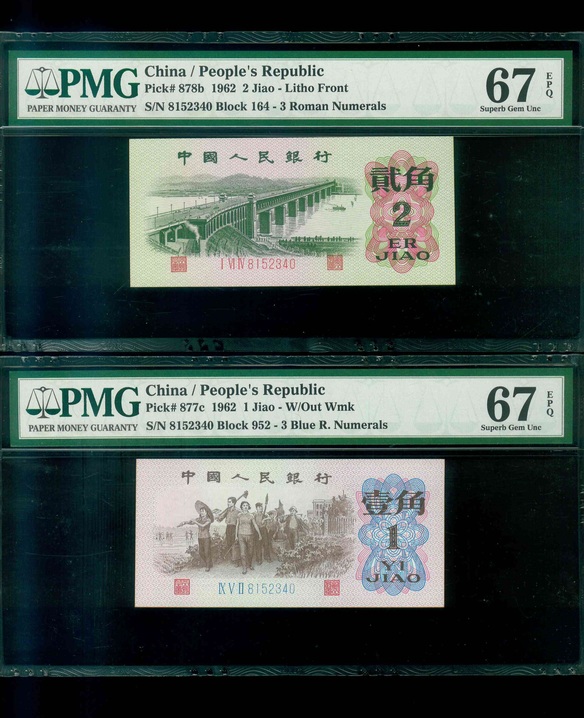 PMG
PAPER MONEY GUARANTY
China / People's Republic
Pick# 878b 1962 2 Jiao - Litho Front
S/N 8152340 Block 164 - 3 Roman Numerals
67 EPQ
Superb Gem Unc
中國人民銀行
貳角
2
ER
JIAO
I VI IV 8152340
PMG
PAPER MONEY GUARANTY
China / People's Republic
Pick# 877c 1962 1 Jiao - W/Out Wmk
S/N 8152340 Block 952 - 3 Blue R. Numerals
67 EPQ
Superb Gem Unc
中國人民銀行
壹角
1
YI
JIAO
IX V II 8152340